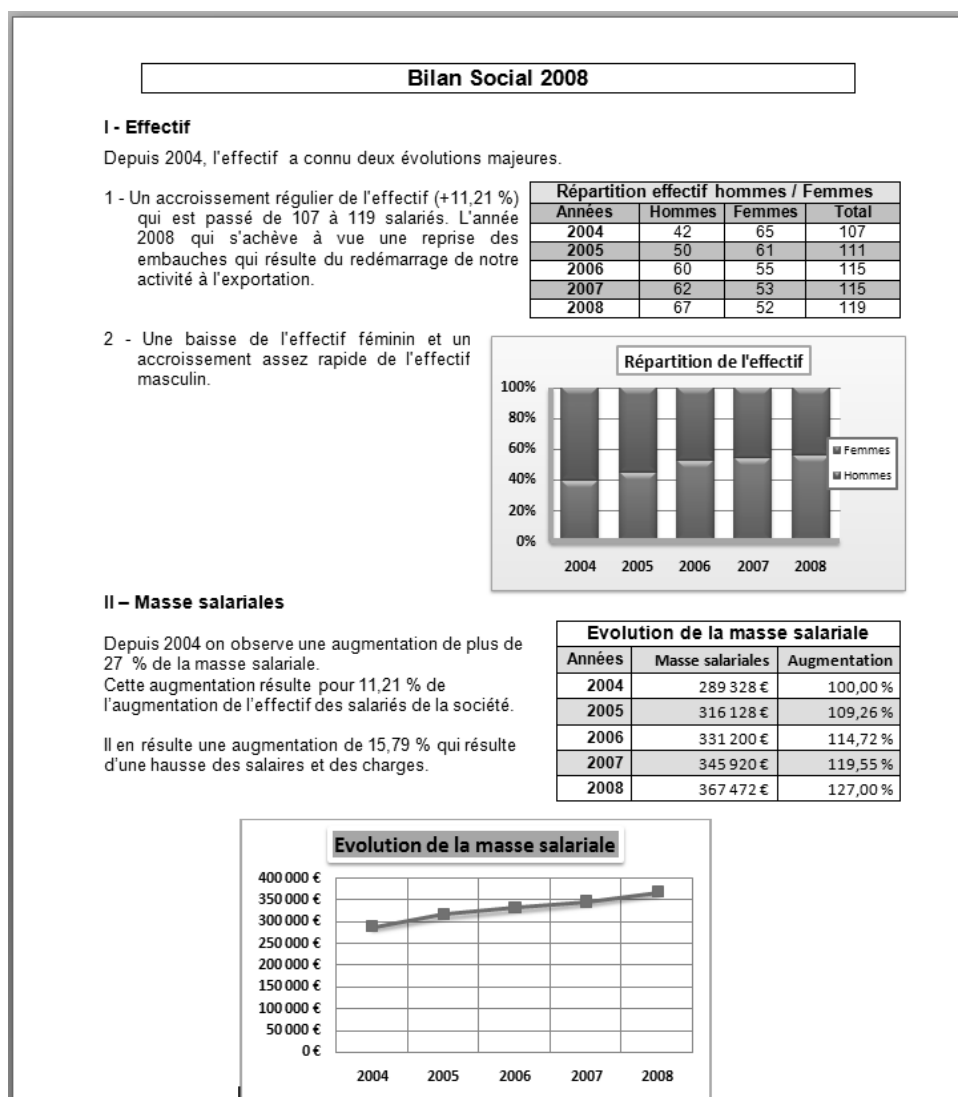 Bilan Social 2008
I - Effectif
Depuis 2004, l'effectif a connu deux évolutions majeures.
1 - Un accroissement régulier de l'effectif (+11,21 %)
qui est passé de 107 à 119 salariés. L'année
2008 qui s'achève à vue une reprise des
embauches qui résulte du redémarrage de notre
activité à l'exportation.
Répartition effectif hommes / Femmes
Années Hommes Femmes Total
2004 42 65 107
2005 50 61 111
2006 60 55 115
2007 62 53 115
2008 67 52 119
2 - Une baisse de l'effectif féminin et un
accroissement assez rapide de l'effectif
masculin.
Répartition de l'effectif
100%
80%
60%
40%
20%
0%
2004 2005 2006 2007 2008
Femmes
Hommes
II – Masse salariales
Depuis 2004 on observe une augmentation de plus de
27 % de la masse salariale.
Cette augmentation résulte pour 11,21 % de
l'augmentation de l'effectif des salariés de la société.
Il en résulte une augmentation de 15,79 % qui résulte
d'une hausse des salaires et des charges.
Evolution de la masse salariale
Années Masse salariales Augmentation
2004 289 328 € 100,00 %
2005 316 128 € 109,26 %
2006 331 200 € 114,72 %
2007 345 920 € 119,55 %
2008 367 472 € 127,00 %
Evolution de la masse salariale
400 000 €
350 000 €
300 000 €
250 000 €
200 000 €
150 000 €
100 000 €
50 000 €
0 €
2004 2005 2006 2007 2008